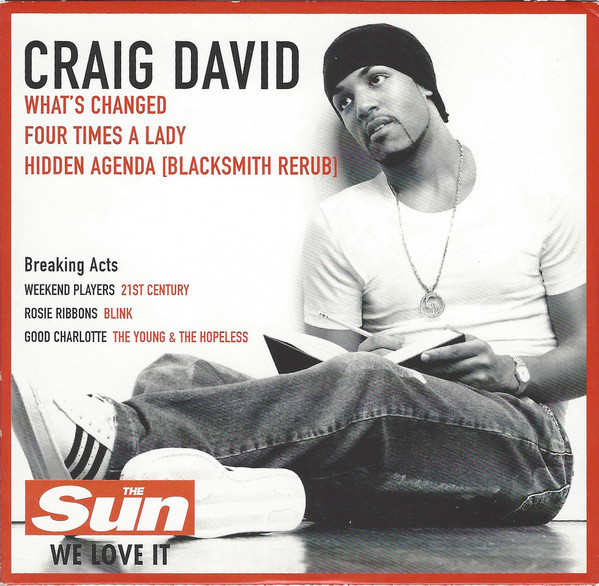 CRAIG DAVID
WHAT'S CHANGED
FOUR TIMES A LADY
HIDDEN AGENDA [BLACKSMITH RERUB]
Breaking Acts
WEEKEND PLAYERS 21ST CENTURY
ROSIE RIBBONS BLINK
GOOD CHARLOTTE THE YOUNG & THE HOPELESS
THE
Sun
WE LOVE IT